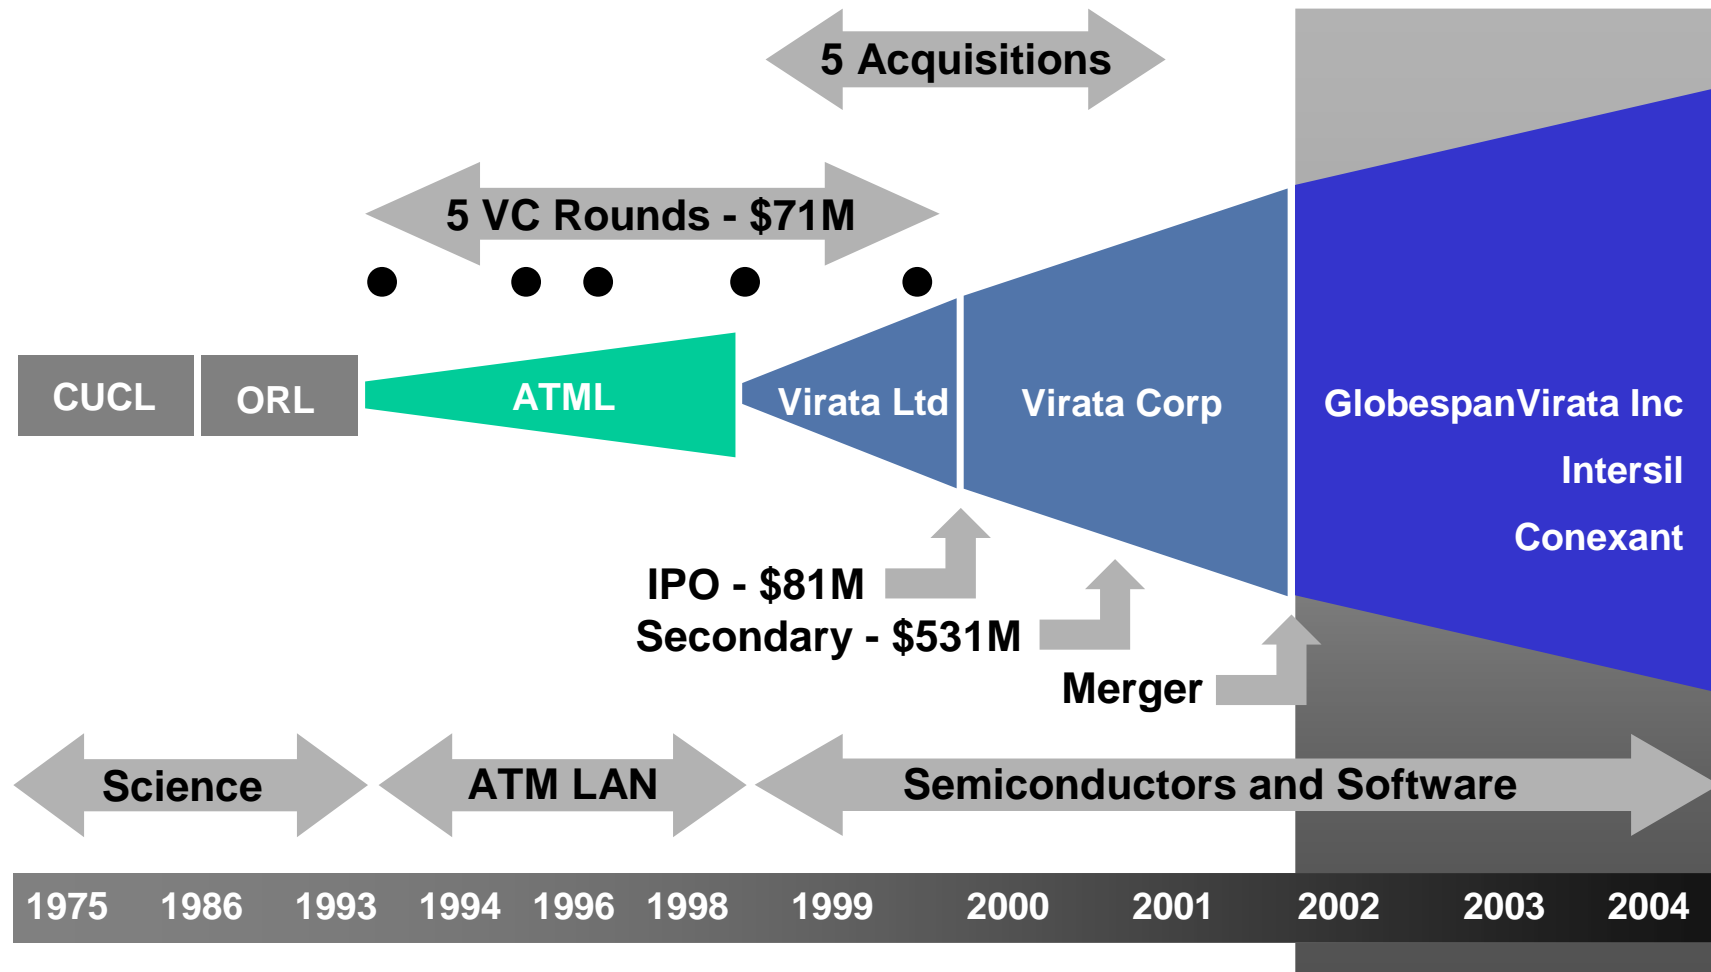 5 Acquisitions
5 VC Rounds - $71M
CUCL
ORL
ATML
Virata Ltd
Virata Corp
GlobespanVirata Inc
Intersil
Conexant
IPO - $81M
Secondary - $531M
Merger
Science
ATM LAN
Semiconductors and Software
1975 1986 1993 1994 1996 1998 1999 2000 2001 2002 2003 2004